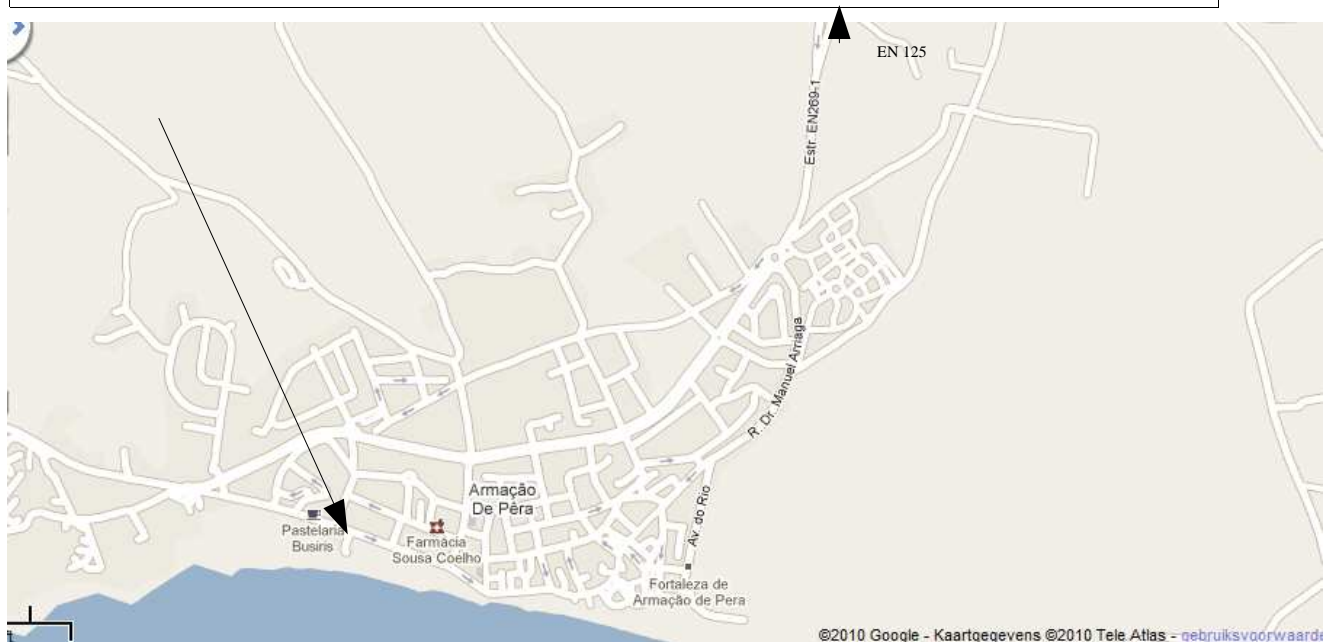 EN 125
Estr. EN269-1
R. Dr. Manuel Arriaga
Armação
De Pêra
Av. do Rio
Pastelaria
Busiris
Farmácia
Sousa Coelho
Fortaleza de
Armação de Pera
©2010 Google - Kaartgegevens ©2010 Tele Atlas - gebruiksvoorwaarde